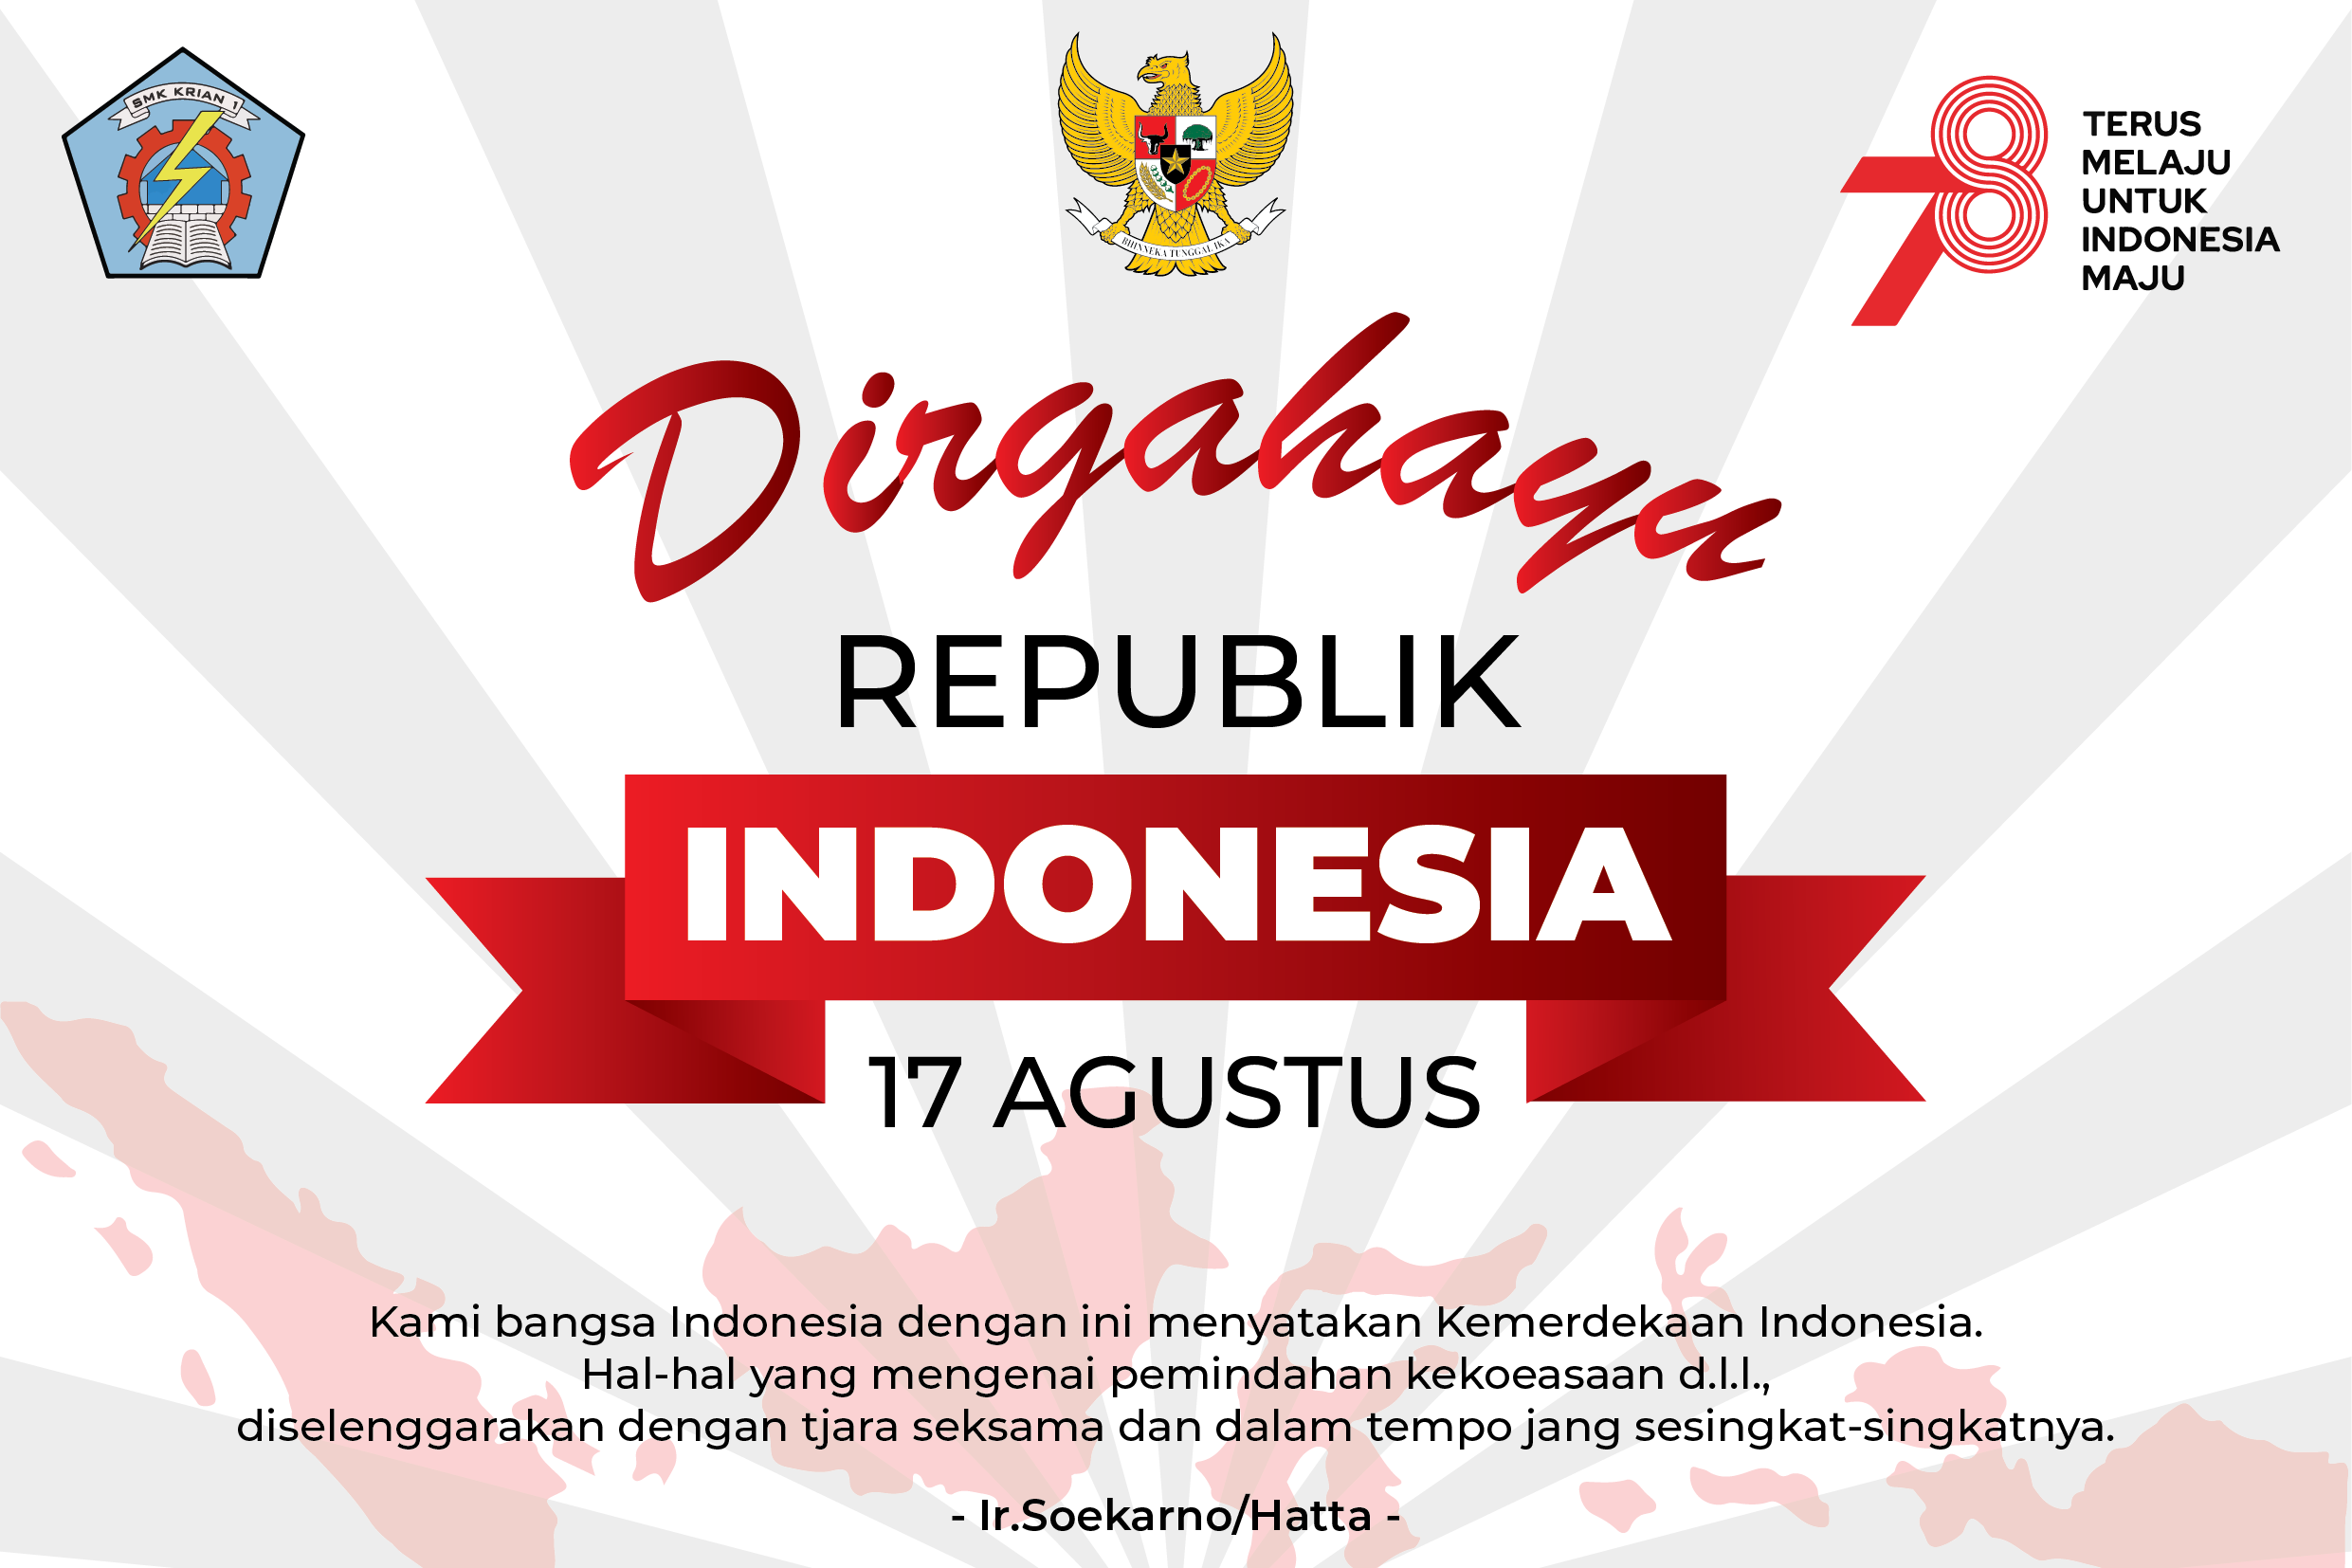 SMK KRIAN 1
BHINNEKA TUNGGAL IKA
78
TERUS
MELAJU
UNTUK
INDONESIA
MAJU
Dirgahayu
REPUBLIK
INDONESIA
17 AGUSTUS
Kami bangsa Indonesia dengan ini menyatakan Kemerdekaan Indonesia.
Hal-hal yang mengenai pemindahan kekoeasaan d.l.l.,
diselenggarakan dengan tjara seksama dan dalam tempo jang sesingkat-singkatnya.
- Ir.Soekarno/Hatta -